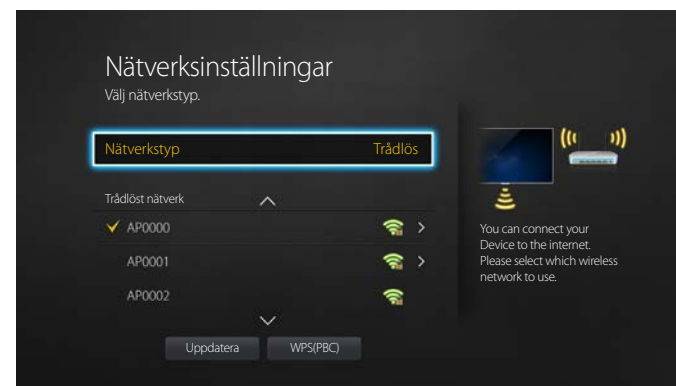 Nätverksinställningar
Välj nätverkstyp.
Nätverkstyp Trådlös
Trådlöst nätverk
AP0000
AP0001
AP0002
Uppdatera WPS(PBC)
You can connect your
Device to the internet.
Please select which wireless
network to use.